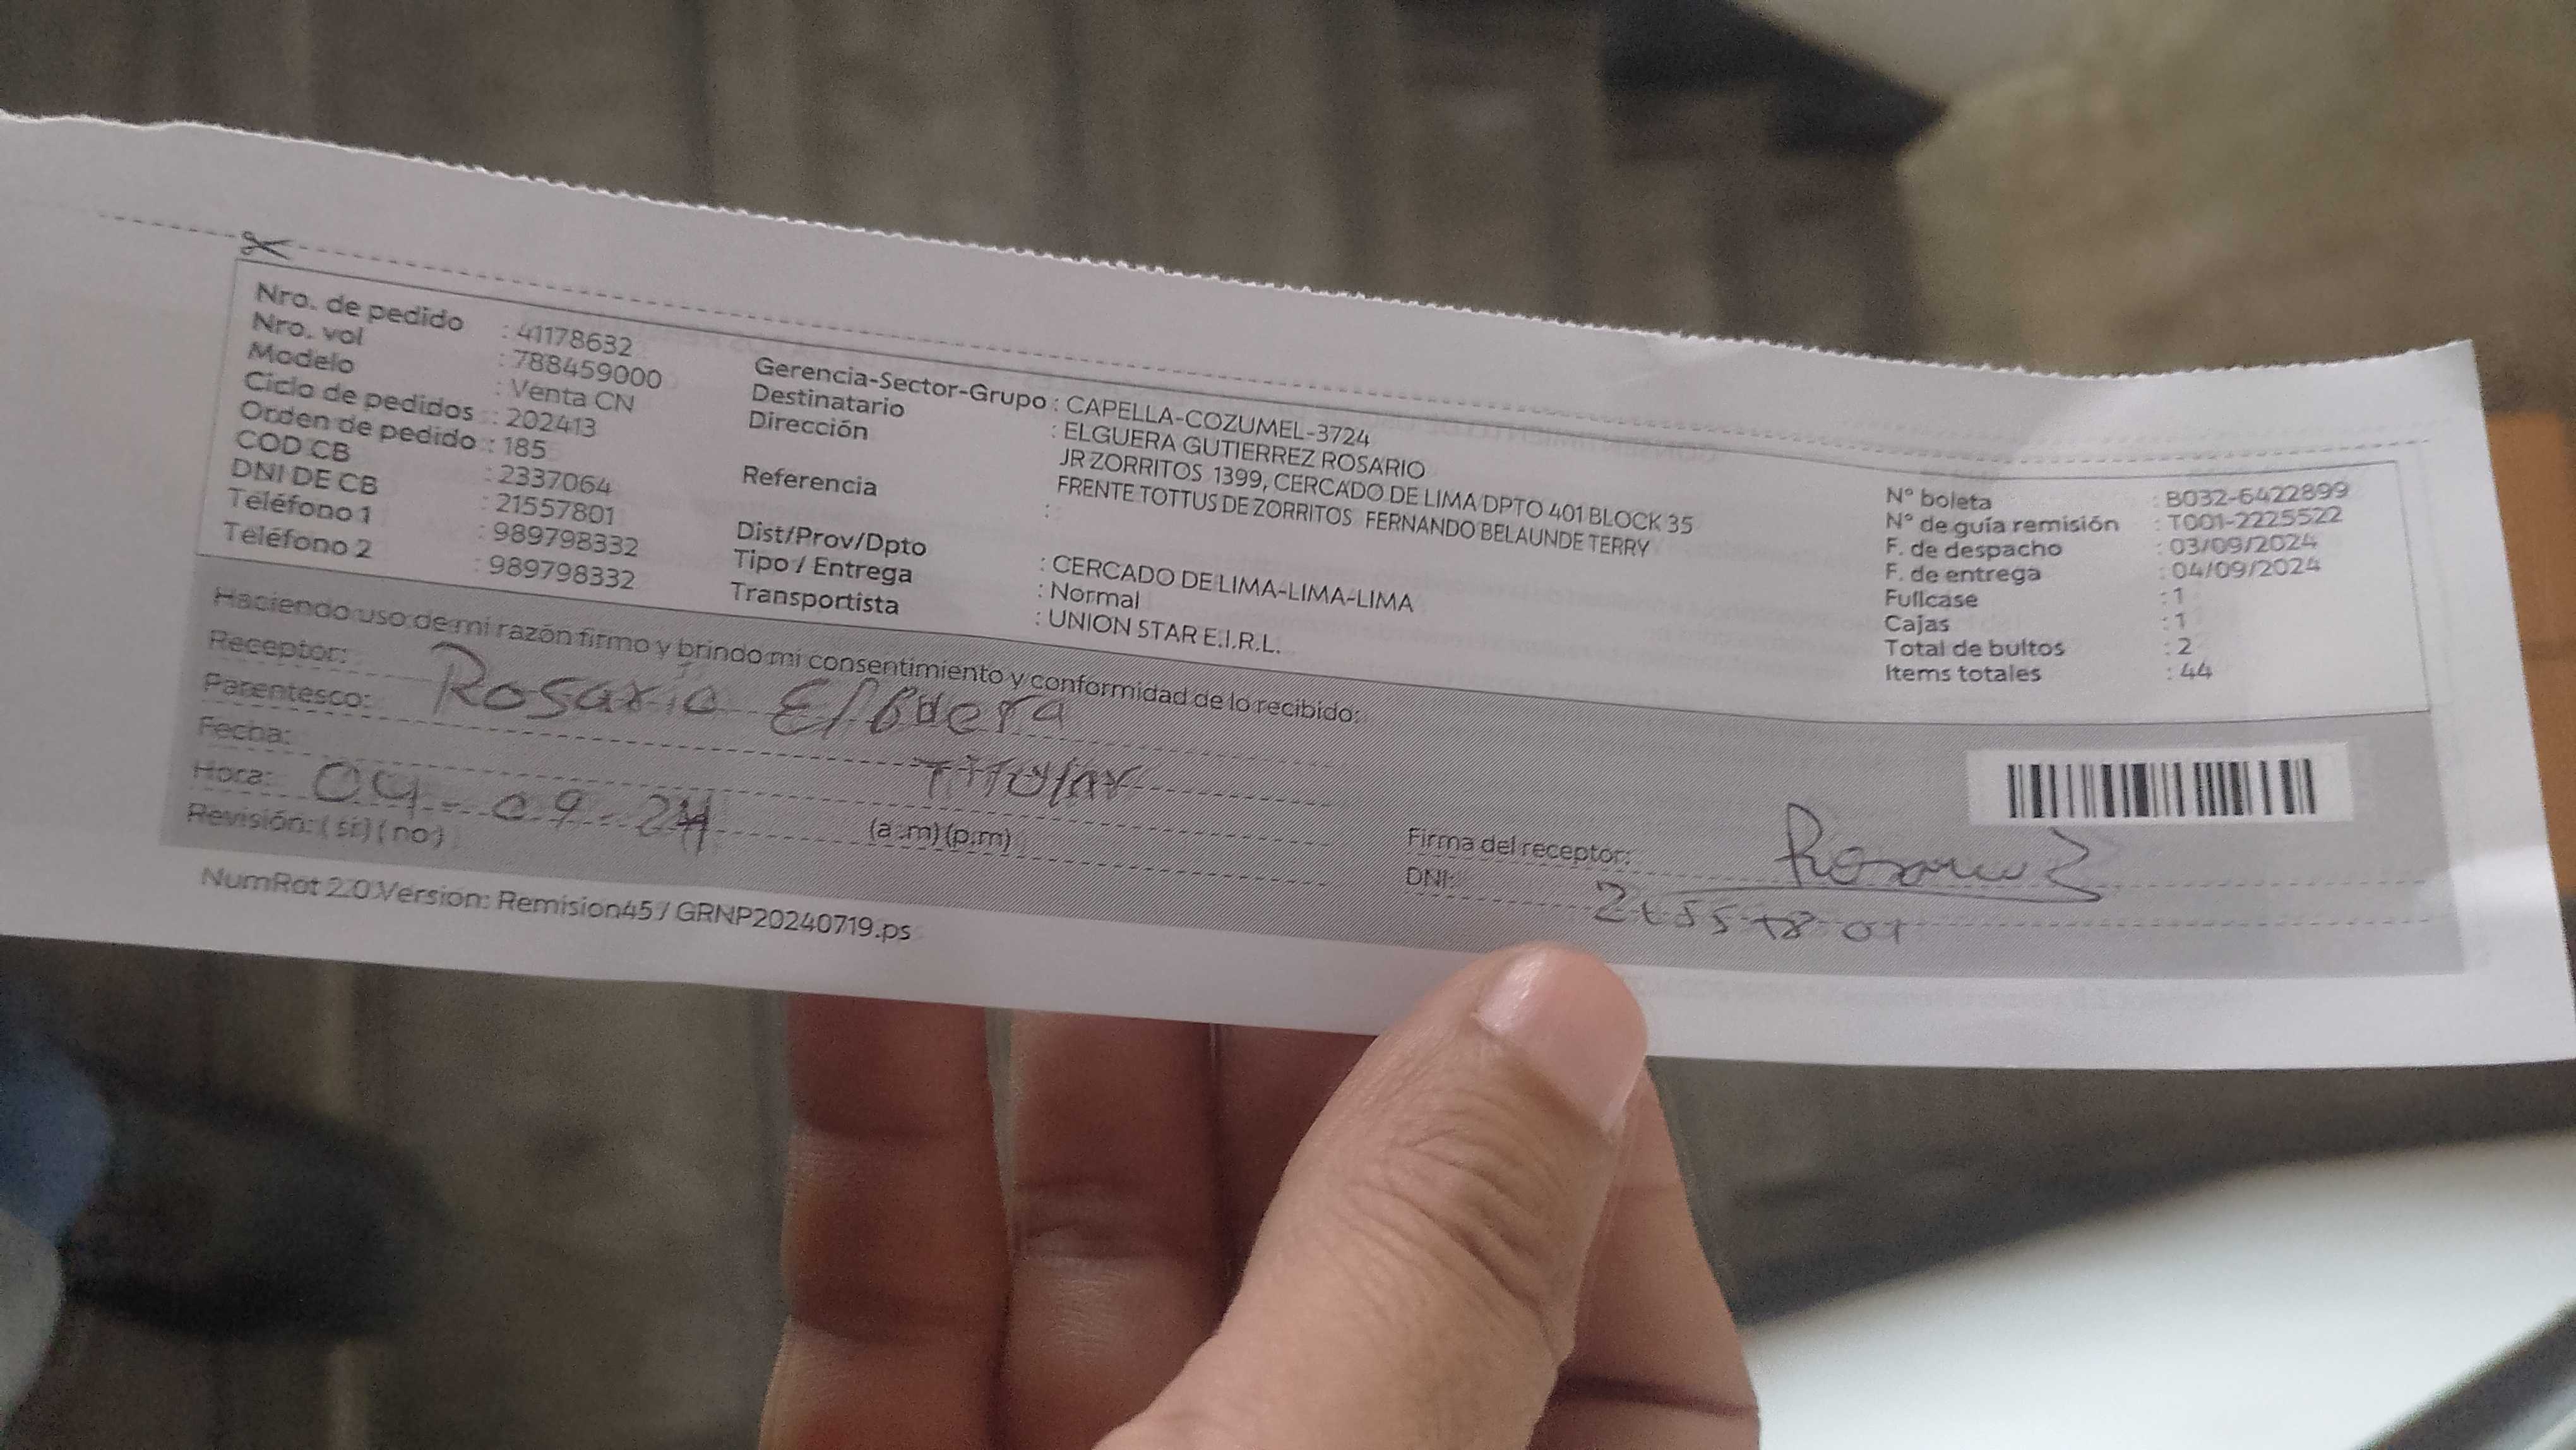 Nro. de pedido : 41178632
Nro. vol : 788459000
Modelo : Venta CN
Ciclo de pedidos : 202413
Orden de pedido : 185
COD CB : 2337064
DNI DE CB : 21557801
Teléfono 1 : 989798332
Teléfono 2 : 989798332
Gerencia-Sector-Grupo : CAPELLA-COZUMEL-3724
Destinatario : ELGUERA GUTIERREZ ROSARIO
Dirección JR ZORRITOS 1399, CERCADO DE LIMA/DPTO 401 BLOCK 35
FRENTE TOTTUS DE ZORRITOS FERNANDO BELAUNDE TERRY
Referencia :
Dist/Prov/Dpto : CERCADO DE LIMA-LIMA-LIMA
Tipo / Entrega : Normal
Transportista : UNION STAR E.I.R.L.
N° boleta : B032-6422899
N° de guía remisión : T001-2225522
F. de despacho : 03/09/2024
F. de entrega : 04/09/2024
Fullcase : 1
Cajas : 1
Total de bultos : 2
Items totales : 44
Haciendo uso de mi razón firmo y brindo mi consentimiento y conformidad de lo recibido:
Receptor: Rosario Elguera
Parentesco: Titular
Fecha: 04-09-24
Hora: (a.m) (p.m)
Revisión: ( si ) ( no )
Firma del receptor: Rosario
DNI: 21557801
NumRot 2.0 Version: Remision45 / GRNP20240719.ps